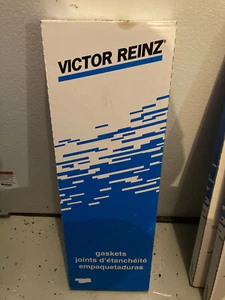 VICTOR REINZ®
gaskets
joints d'étanchéité
empaquetaduras